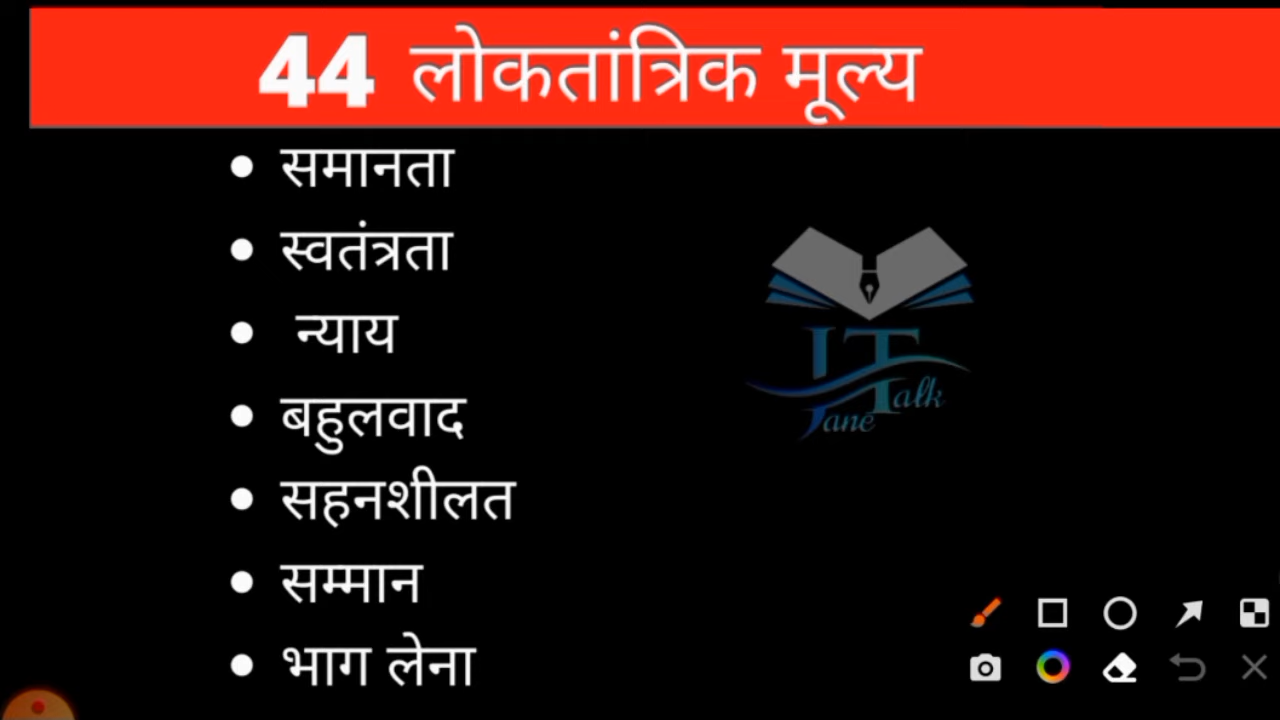 44 लोकतांत्रिक मूल्य
• समानता
• स्वतंत्रता
• न्याय
• बहुलवाद
• सहनशीलत
• सम्मान
• भाग लेना
JT
Jane Talk